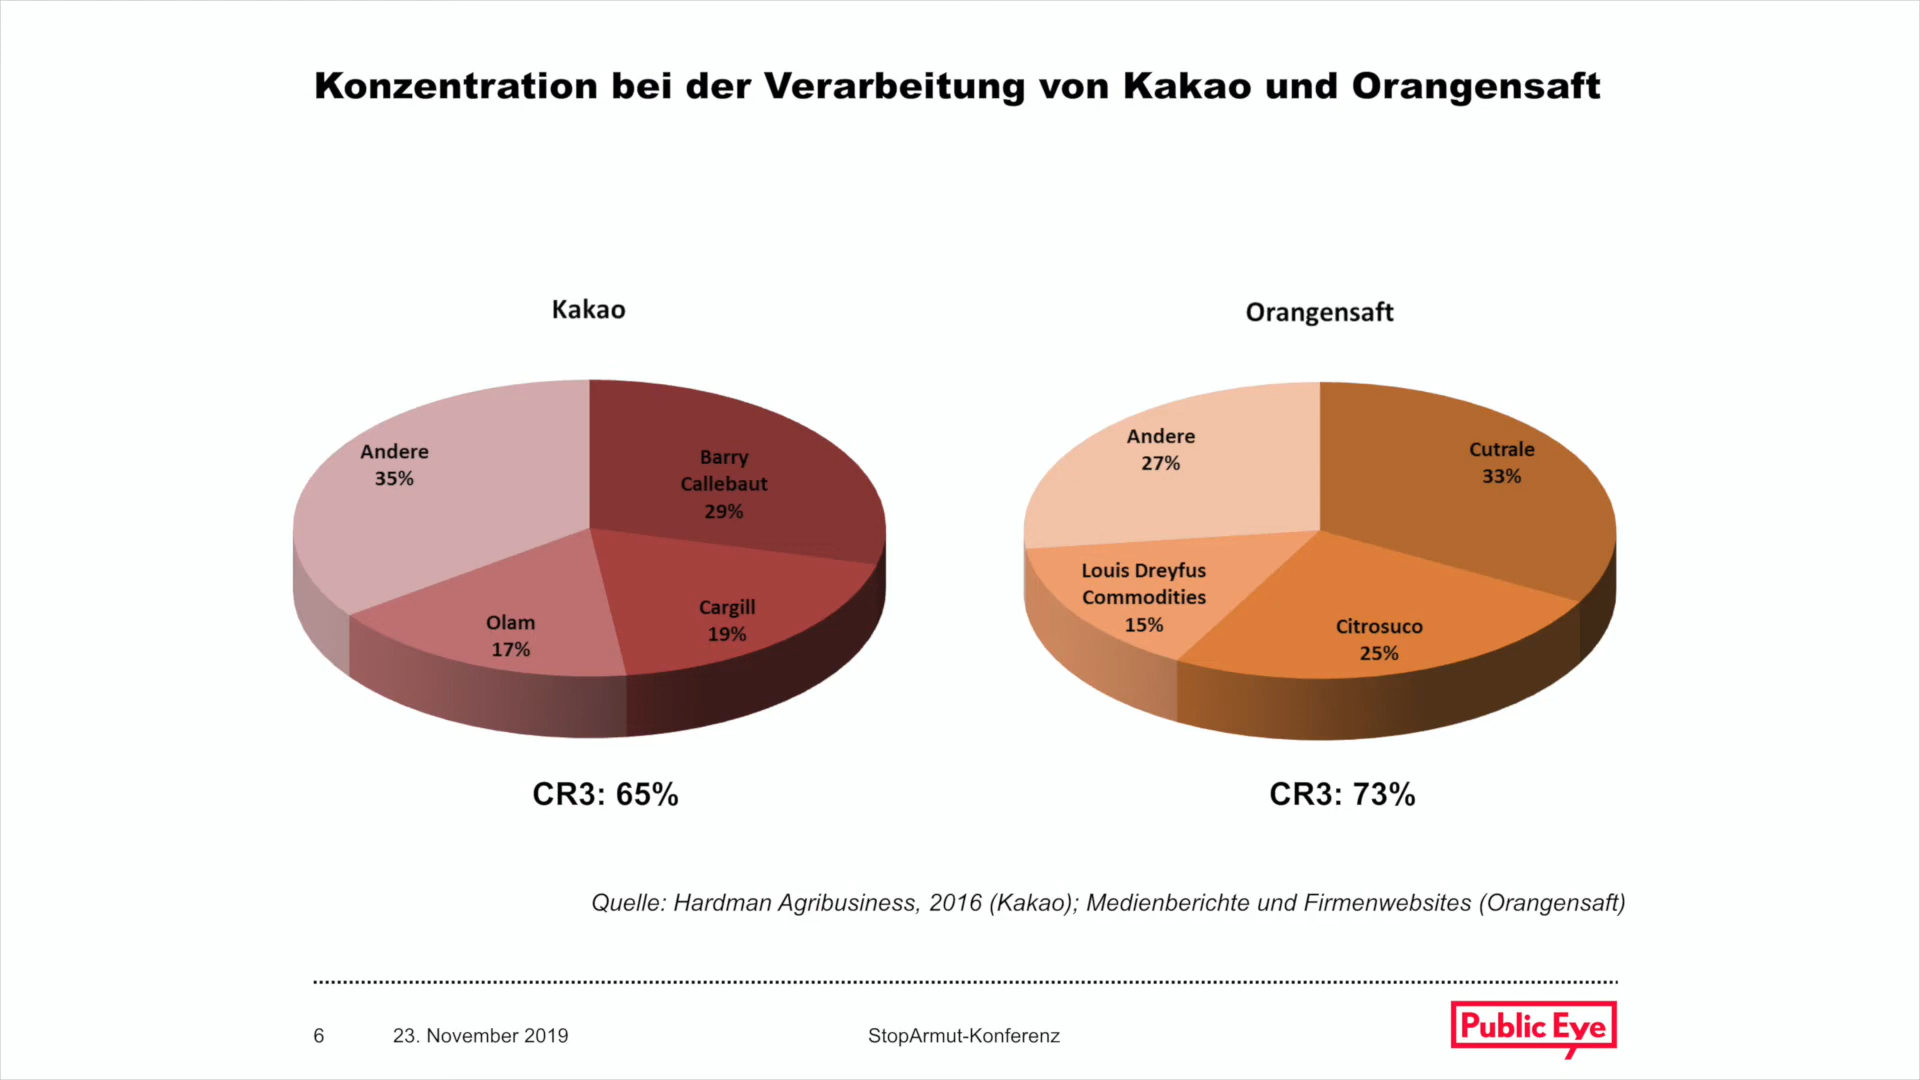 Konzentration bei der Verarbeitung von Kakao und Orangensaft
Kakao
Andere
35%
Barry
Callebaut
29%
Cargill
19%
Olam
17%
CR3: 65%
Orangensaft
Andere
27%
Cutrale
33%
Louis Dreyfus
Commodities
15%
Citrosuco
25%
CR3: 73%
Quelle: Hardman Agribusiness, 2016 (Kakao); Medienberichte und Firmenwebsites (Orangensaft)
6
23. November 2019
StopArmut-Konferenz
Public Eye